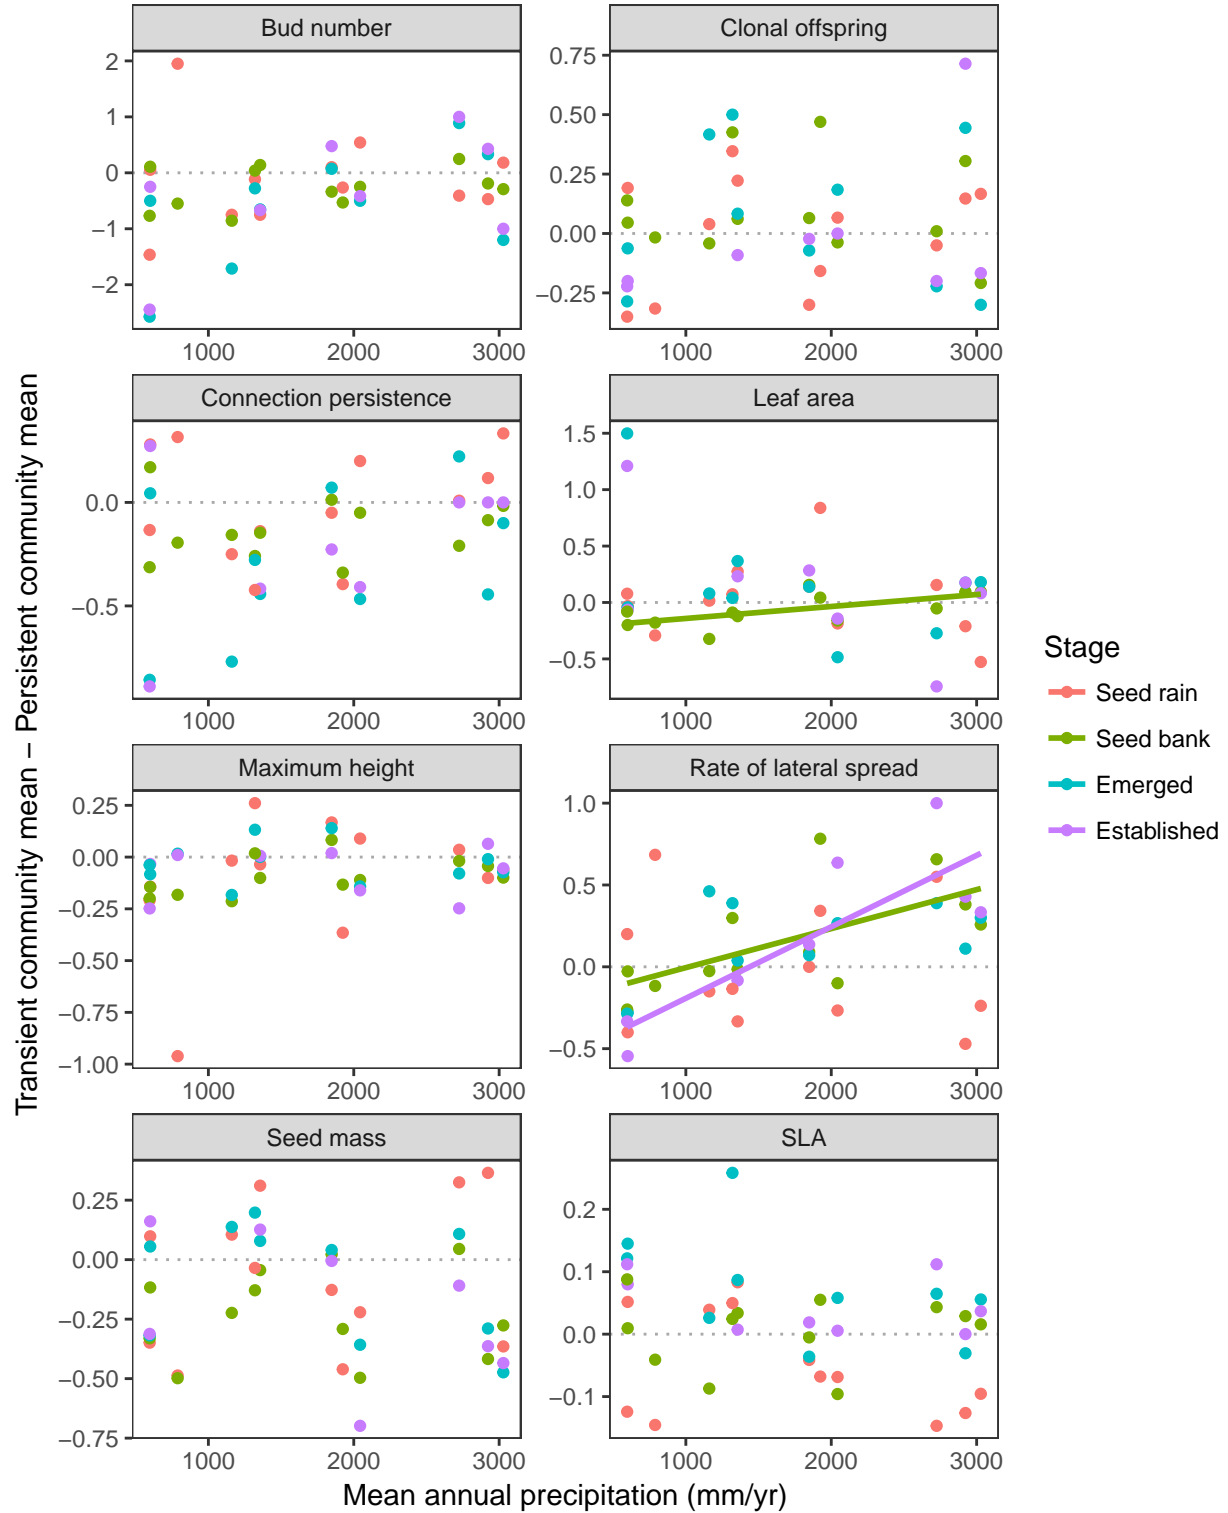 Bud number
Clonal offspring
2
1
0
−1
−2
1000 2000 3000
0.75
0.50
0.25
0.00
−0.25
1000 2000 3000
Connection persistence
Leaf area
0.0
−0.5
1000 2000 3000
1.5
1.0
0.5
0.0
−0.5
1000 2000 3000
Maximum height
Rate of lateral spread
0.25
0.00
−0.25
−0.50
−0.75
−1.00
1000 2000 3000
1.0
0.5
0.0
−0.5
1000 2000 3000
Seed mass
SLA
0.25
0.00
−0.25
−0.50
−0.75
1000 2000 3000
0.2
0.1
0.0
−0.1
1000 2000 3000
Mean annual precipitation (mm/yr)
Transient community mean − Persistent community mean
Stage
Seed rain
Seed bank
Emerged
Established